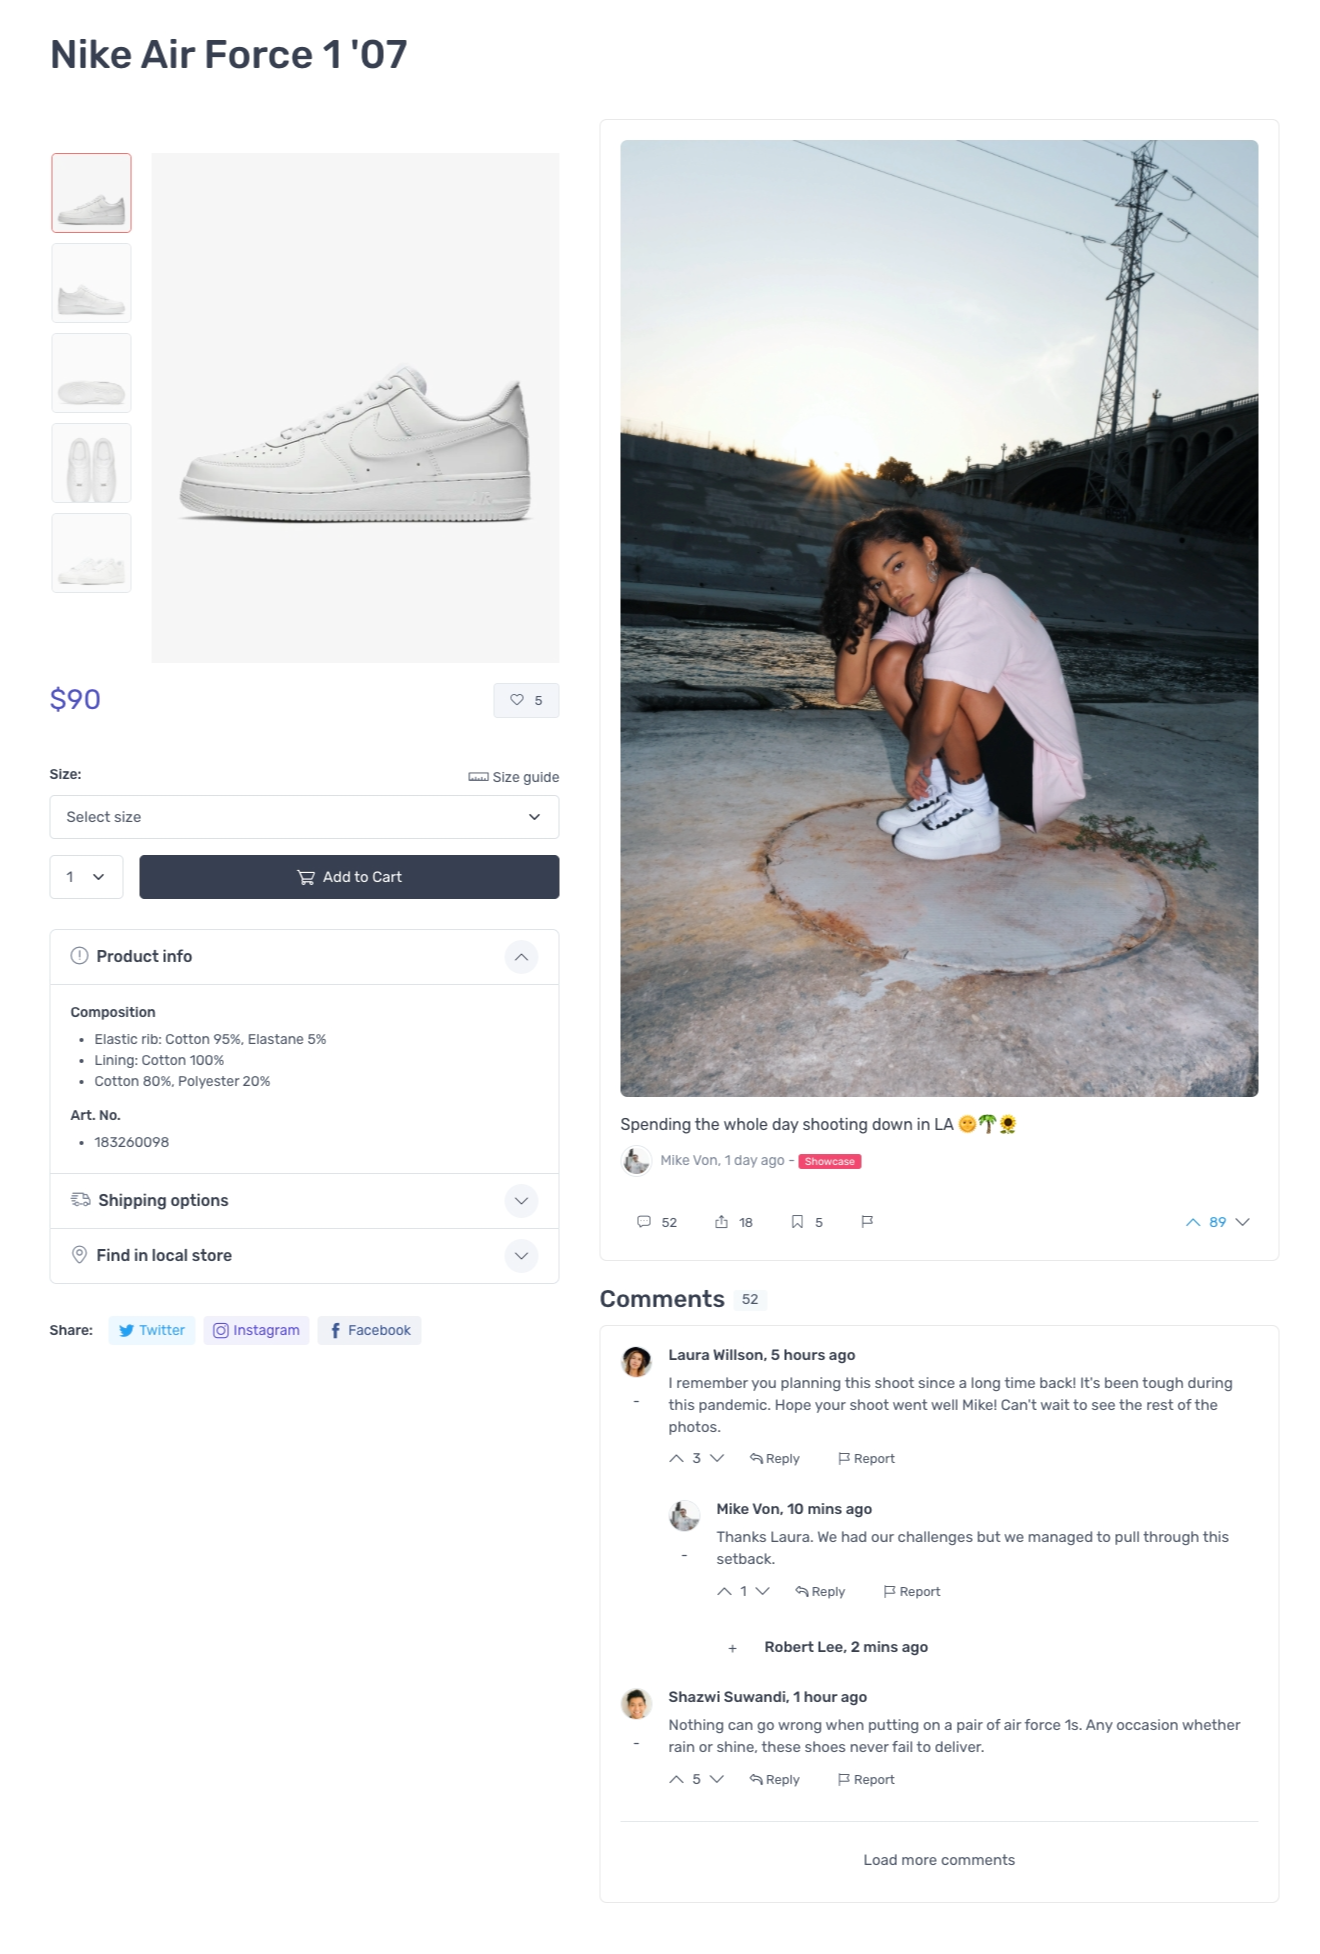 Nike Air Force 1 '07
$90
5
Size:
Size guide
Select size
1
Add to Cart
Product info
Composition
• Elastic rib: Cotton 95%, Elastane 5%
• Lining: Cotton 100%
• Cotton 80%, Polyester 20%
Art. No.
• 183260098
Shipping options
Find in local store
Share:
Twitter
Instagram
Facebook
Spending the whole day shooting down in LA 🌞🌴🌻
Mike Von, 1 day ago - Showcase
52
18
5
89
Comments 52
Laura Willson, 5 hours ago
I remember you planning this shoot since a long time back! It's been tough during
this pandemic. Hope your shoot went well Mike! Can't wait to see the rest of the
photos.
3 Reply Report
Mike Von, 10 mins ago
Thanks Laura. We had our challenges but we managed to pull through this
setback.
1 Reply Report
+ Robert Lee, 2 mins ago
Shazwi Suwandi, 1 hour ago
Nothing can go wrong when putting on a pair of air force 1s. Any occasion whether
rain or shine, these shoes never fail to deliver.
5 Reply Report
Load more comments